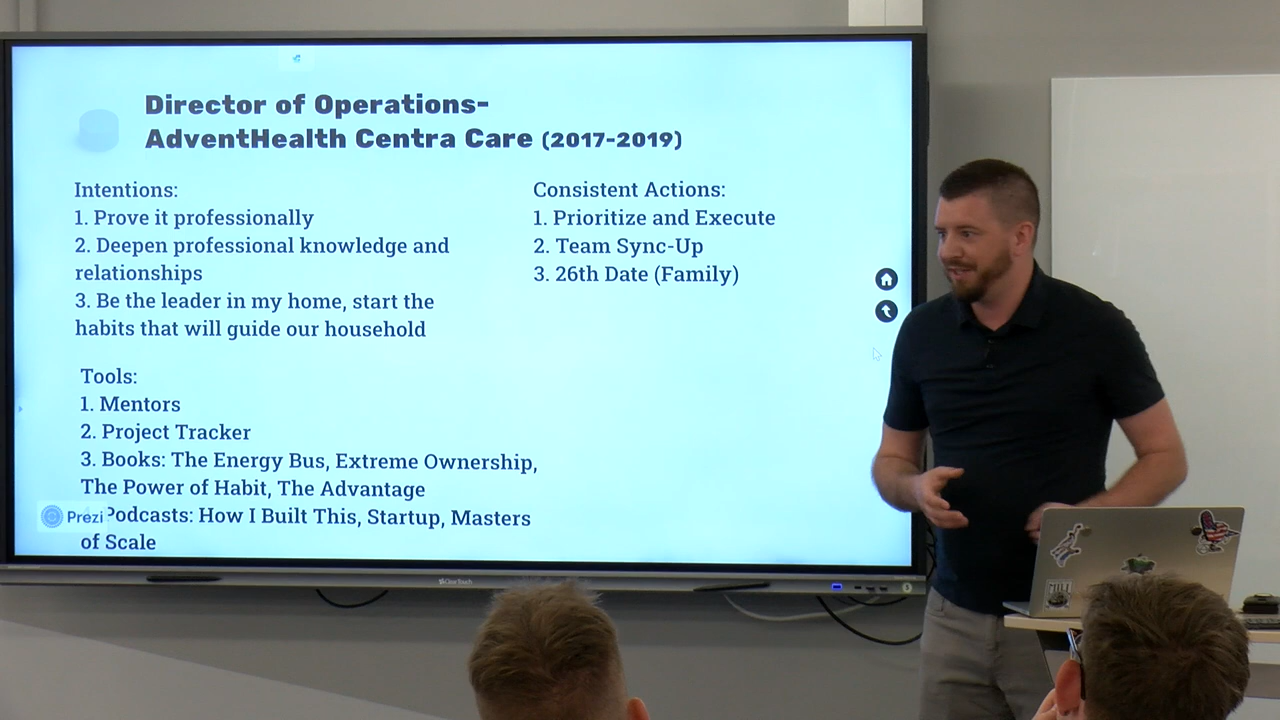 Director of Operations-
AdventHealth Centra Care (2017-2019)
Intentions:
1. Prove it professionally
2. Deepen professional knowledge and
relationships
3. Be the leader in my home, start the
habits that will guide our household
Consistent Actions:
1. Prioritize and Execute
2. Team Sync-Up
3. 26th Date (Family)
Tools:
1. Mentors
2. Project Tracker
3. Books: The Energy Bus, Extreme Ownership,
The Power of Habit, The Advantage
Podcasts: How I Built This, Startup, Masters
of Scale
Prezi
ClearTouch